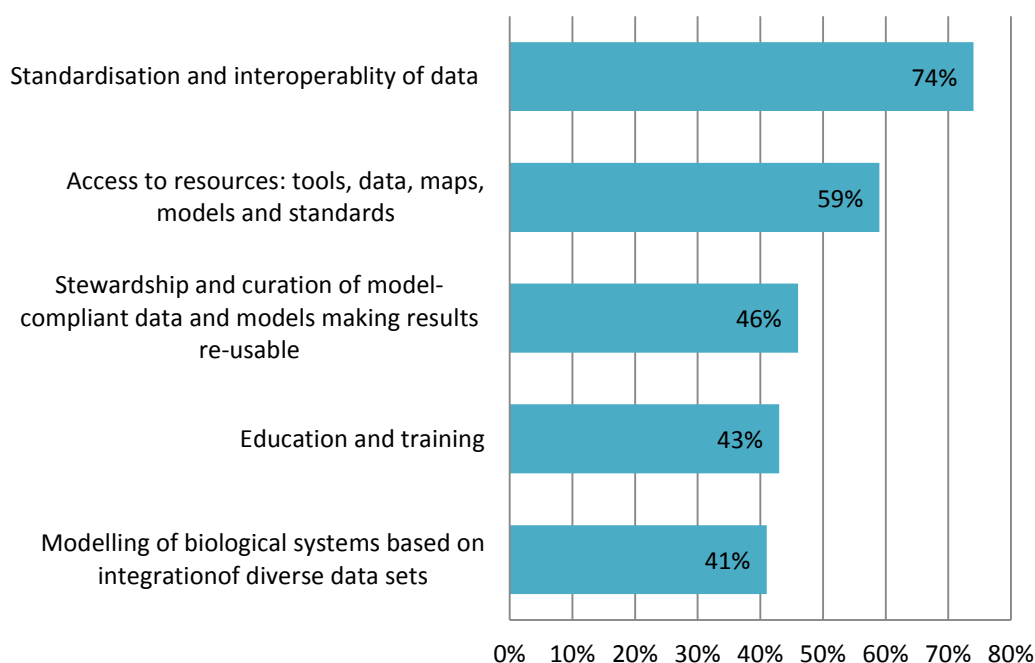 Standardisation and interoperablity of data
74%
Access to resources: tools, data, maps,
models and standards
59%
Stewardship and curation of model-
compliant data and models making results
re-usable
46%
Education and training
43%
Modelling of biological systems based on
integrationof diverse data sets
41%
0% 10% 20% 30% 40% 50% 60% 70% 80%